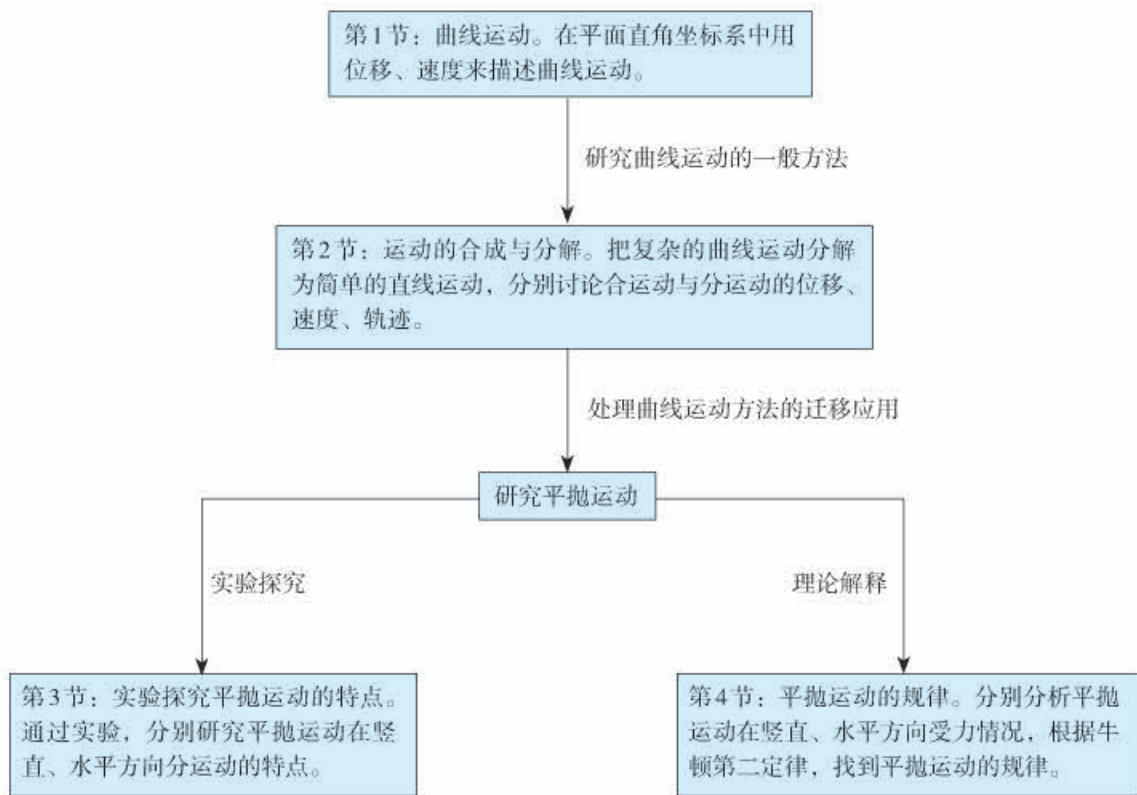 第1节：曲线运动。在平面直角坐标系中用
位移、速度来描述曲线运动。
研究曲线运动的一般方法
第2节：运动的合成与分解。把复杂的曲线运动分解
为简单的直线运动，分别讨论合运动与分运动的位移、
速度、轨迹。
处理曲线运动方法的迁移应用
研究平抛运动
实验探究
理论解释
第3节：实验探究平抛运动的特点。
通过实验，分别研究平抛运动在竖
直、水平方向分运动的特点。
第4节：平抛运动的规律。分别分析平抛
运动在竖直、水平方向受力情况，根据牛
顿第二定律，找到平抛运动的规律。